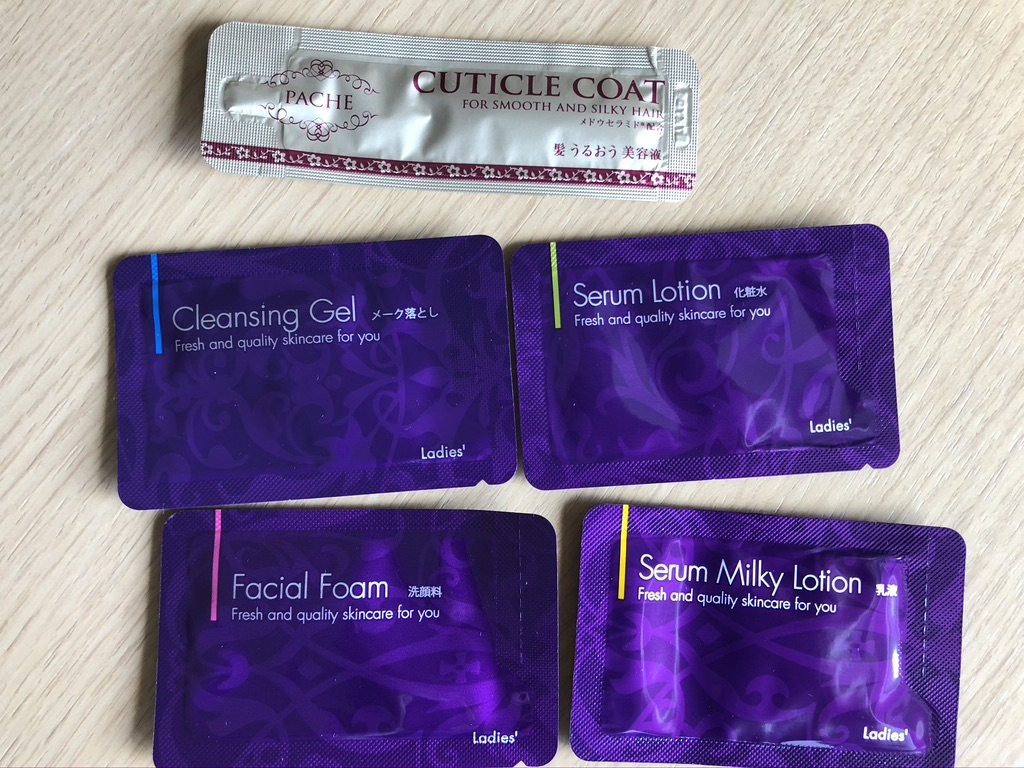 PACHE
CUTICLE COAT
FOR SMOOTH AND SILKY HAIR
メドウセラミド®配合
髪 うるおう 美容液
Cleansing Gel メーク落とし
Fresh and quality skincare for you
Ladies'
Serum Lotion 化粧水
Fresh and quality skincare for you
Ladies'
Facial Foam 洗顔料
Fresh and quality skincare for you
Ladies'
Serum Milky Lotion 乳液
Fresh and quality skincare for you
Ladies'